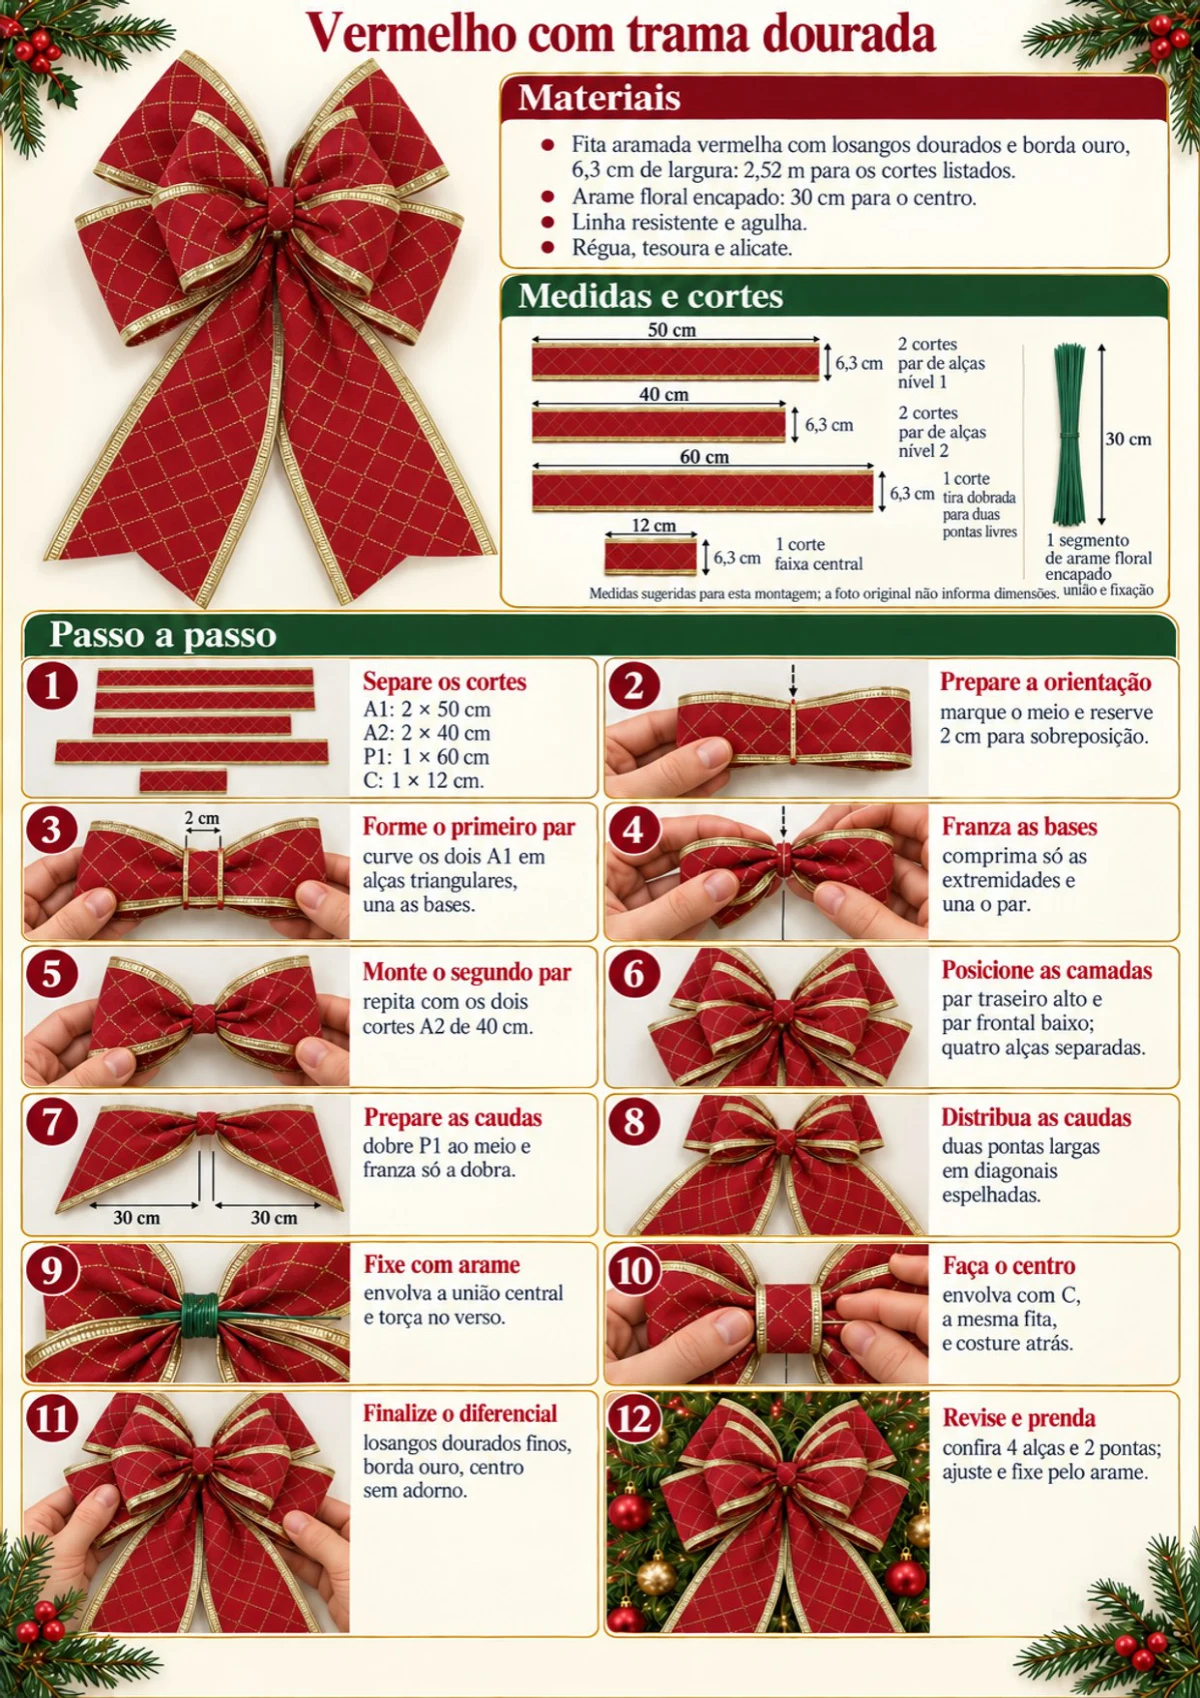 Vermelho com trama dourada
Materiais
● Fita aramada vermelha com losangos dourados e borda ouro,
6,3 cm de largura: 2,52 m para os cortes listados.
● Arame floral encapado: 30 cm para o centro.
● Linha resistente e agulha.
● Régua, tesoura e alicate.
Medidas e cortes
50 cm
6,3 cm
2 cortes
par de alças
nível 1
40 cm
6,3 cm
2 cortes
par de alças
nível 2
60 cm
6,3 cm
1 corte
tira dobrada
para duas
pontas livres
12 cm
6,3 cm
1 corte
faixa central
30 cm
1 segmento
de arame floral
encapado
união e fixação
Medidas sugeridas para esta montagem; a foto original não informa dimensões.
Passo a passo
1
Separe os cortes
A1: 2 × 50 cm
A2: 2 × 40 cm
P1: 1 × 60 cm
C: 1 × 12 cm.
2
Prepare a orientação
marque o meio e reserve
2 cm para sobreposição.
3
2 cm
Forme o primeiro par
curve os dois A1 em
alças triangulares,
una as bases.
4
Franza as bases
comprima só as
extremidades e
una o par.
5
Monte o segundo par
repita com os dois
cortes A2 de 40 cm.
6
Posicione as camadas
par traseiro alto e
par frontal baixo;
quatro alças separadas.
7
30 cm
30 cm
Prepare as caudas
dobre P1 ao meio e
franza só a dobra.
8
Distribua as caudas
duas pontas largas
em diagonais
espelhadas.
9
Fixe com arame
envolva a união central
e torça no verso.
10
Faça o centro
envolva com C,
a mesma fita,
e costure atrás.
11
Finalize o diferencial
losangos dourados finos,
borda ouro, centro
sem adorno.
12
Revise e prenda
confira 4 alças e 2 pontas;
ajuste e fixe pelo arame.